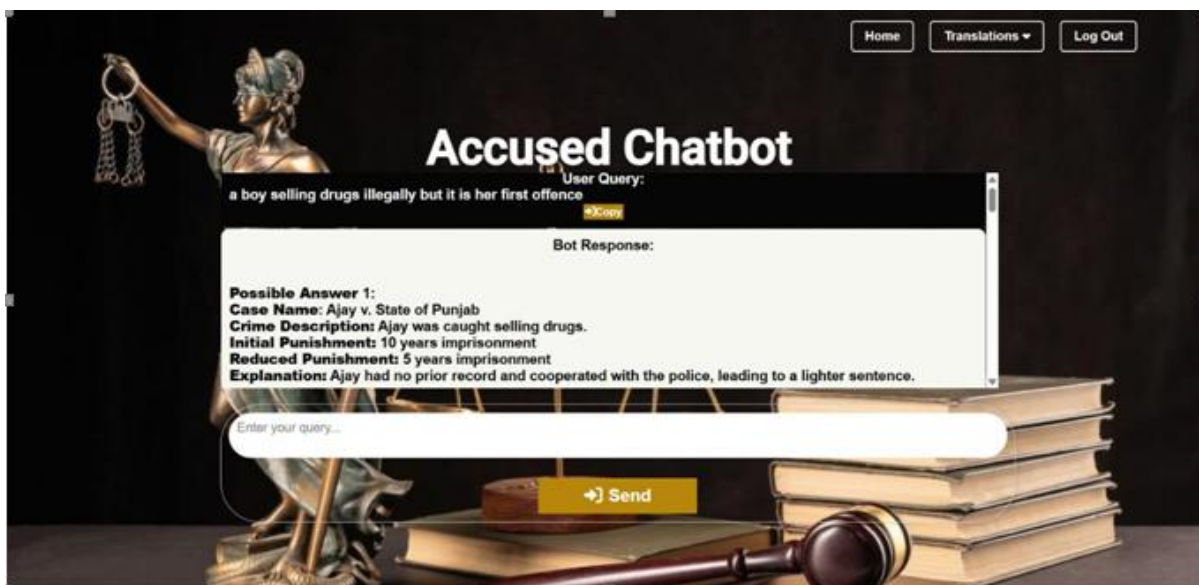 Home
Translations
Log Out
Accused Chatbot
User Query:
a boy selling drugs illegally but it is her first offence
Copy
Bot Response:
Possible Answer 1:
Case Name: Ajay v. State of Punjab
Crime Description: Ajay was caught selling drugs.
Initial Punishment: 10 years imprisonment
Reduced Punishment: 5 years imprisonment
Explanation: Ajay had no prior record and cooperated with the police, leading to a lighter sentence.
Enter your query...
Send